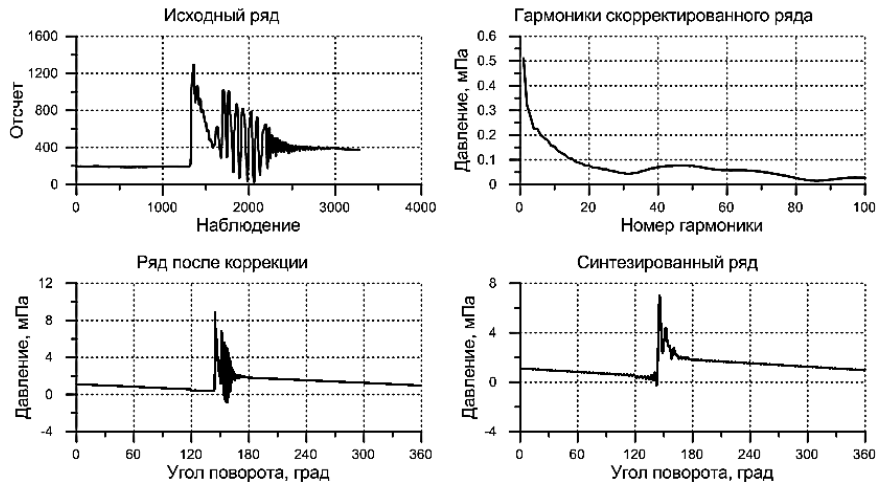 Исходный ряд
Отсчет
1600
1200
800
400
0
0 1000 2000 3000 4000
Наблюдение
Гармоники скорректированного ряда
Давление, мПа
0.6
0.5
0.4
0.3
0.2
0.1
0
0 20 40 60 80 100
Номер гармоники
Ряд после коррекции
Давление, мПа
12
8
4
0
-4
0 60 120 180 240 300 360
Угол поворота, град
Синтезированный ряд
Давление, мПа
8
4
0
-4
0 60 120 180 240 300 360
Угол поворота, град